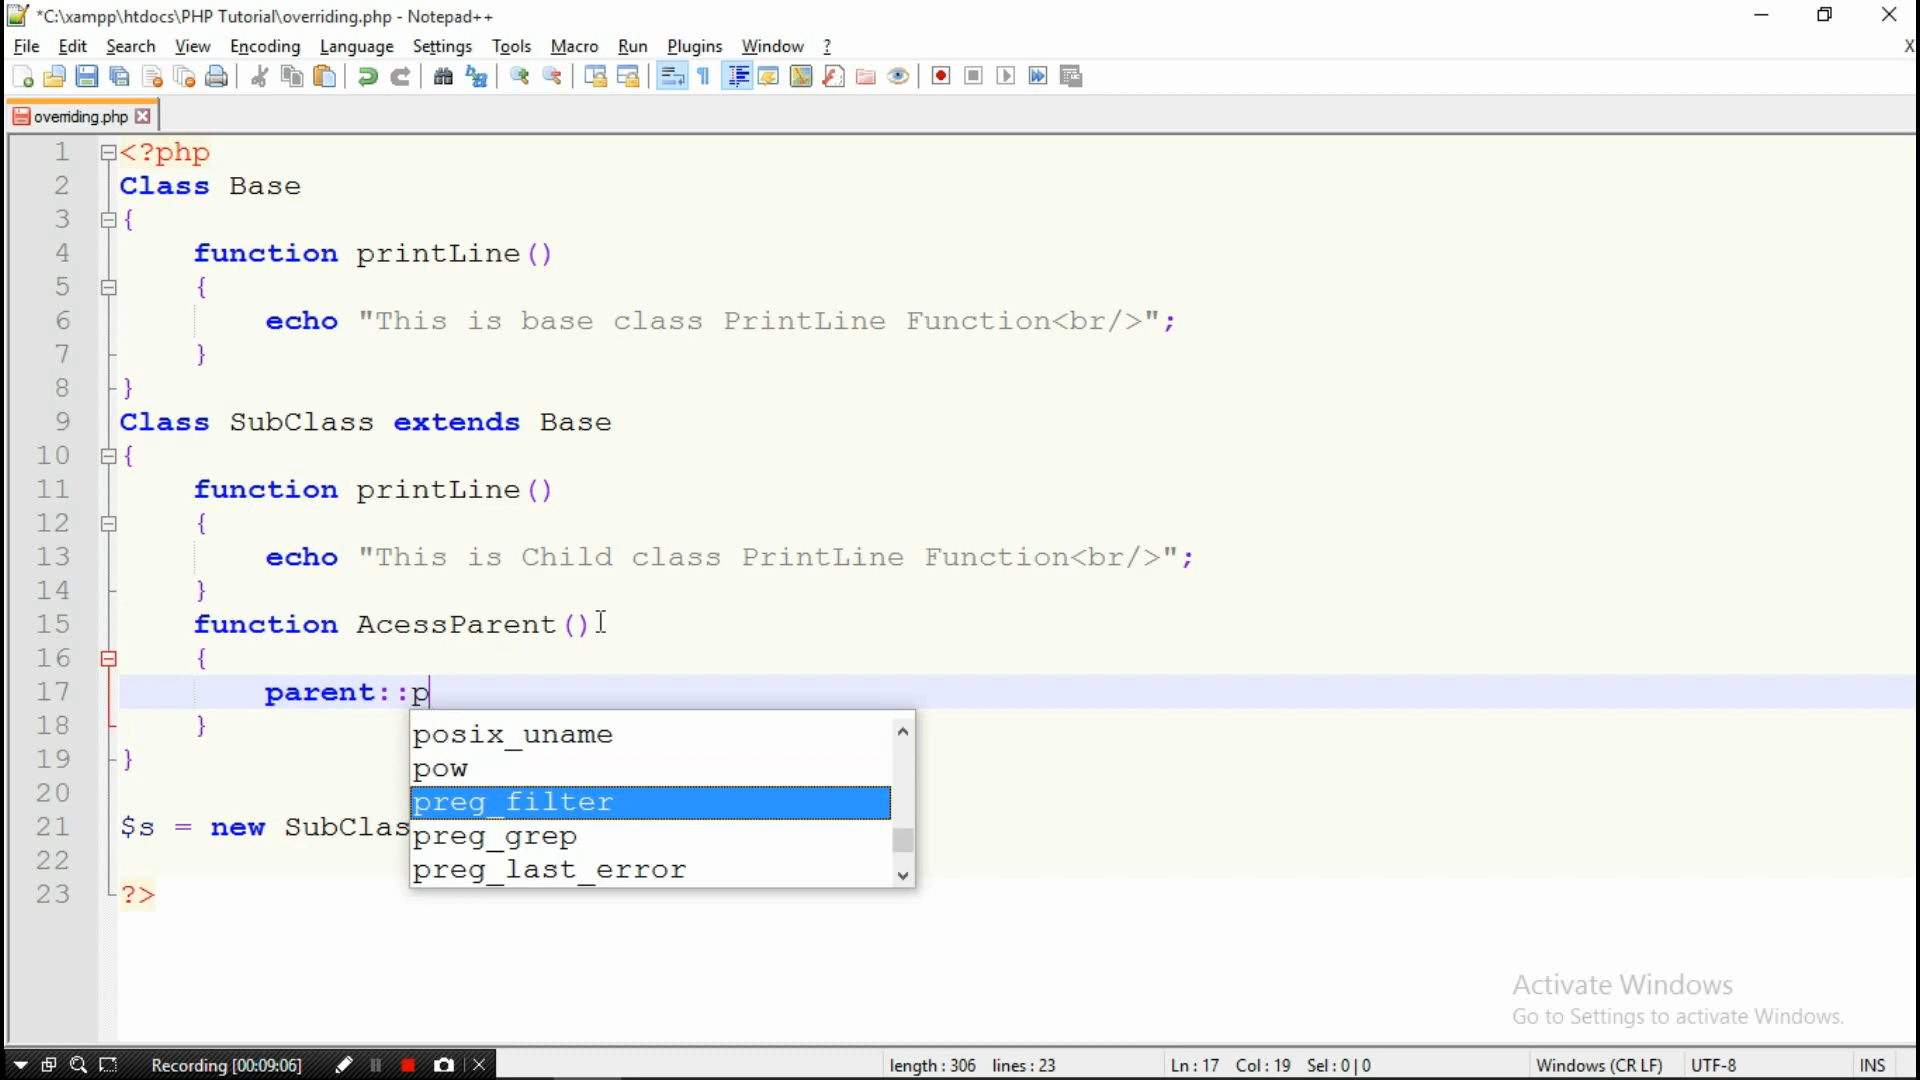 *C:\xampp\htdocs\PHP Tutorial\overriding.php - Notepad++
File Edit Search View Encoding Language Settings Tools Macro Run Plugins Window ? X
overriding.php
1 <?php
2 Class Base
3 {
4 function printLine()
5 {
6 echo "This is base class PrintLine Function<br/>";
7 }
8 }
9 Class SubClass extends Base
10 {
11 function printLine()
12 {
13 echo "This is Child class PrintLine Function<br/>";
14 }
15 function AcessParent()
16 {
17 parent::p
18 }
19 }
20
21 $s = new SubClas
22
23 ?>
posix_uname
pow
preg_filter
preg_grep
preg_last_error
Activate Windows
Go to Settings to activate Windows.
Recording [00:09:06]
length : 306 lines : 23 Ln : 17 Col : 19 Sel : 0 | 0 Windows (CR LF) UTF-8 INS